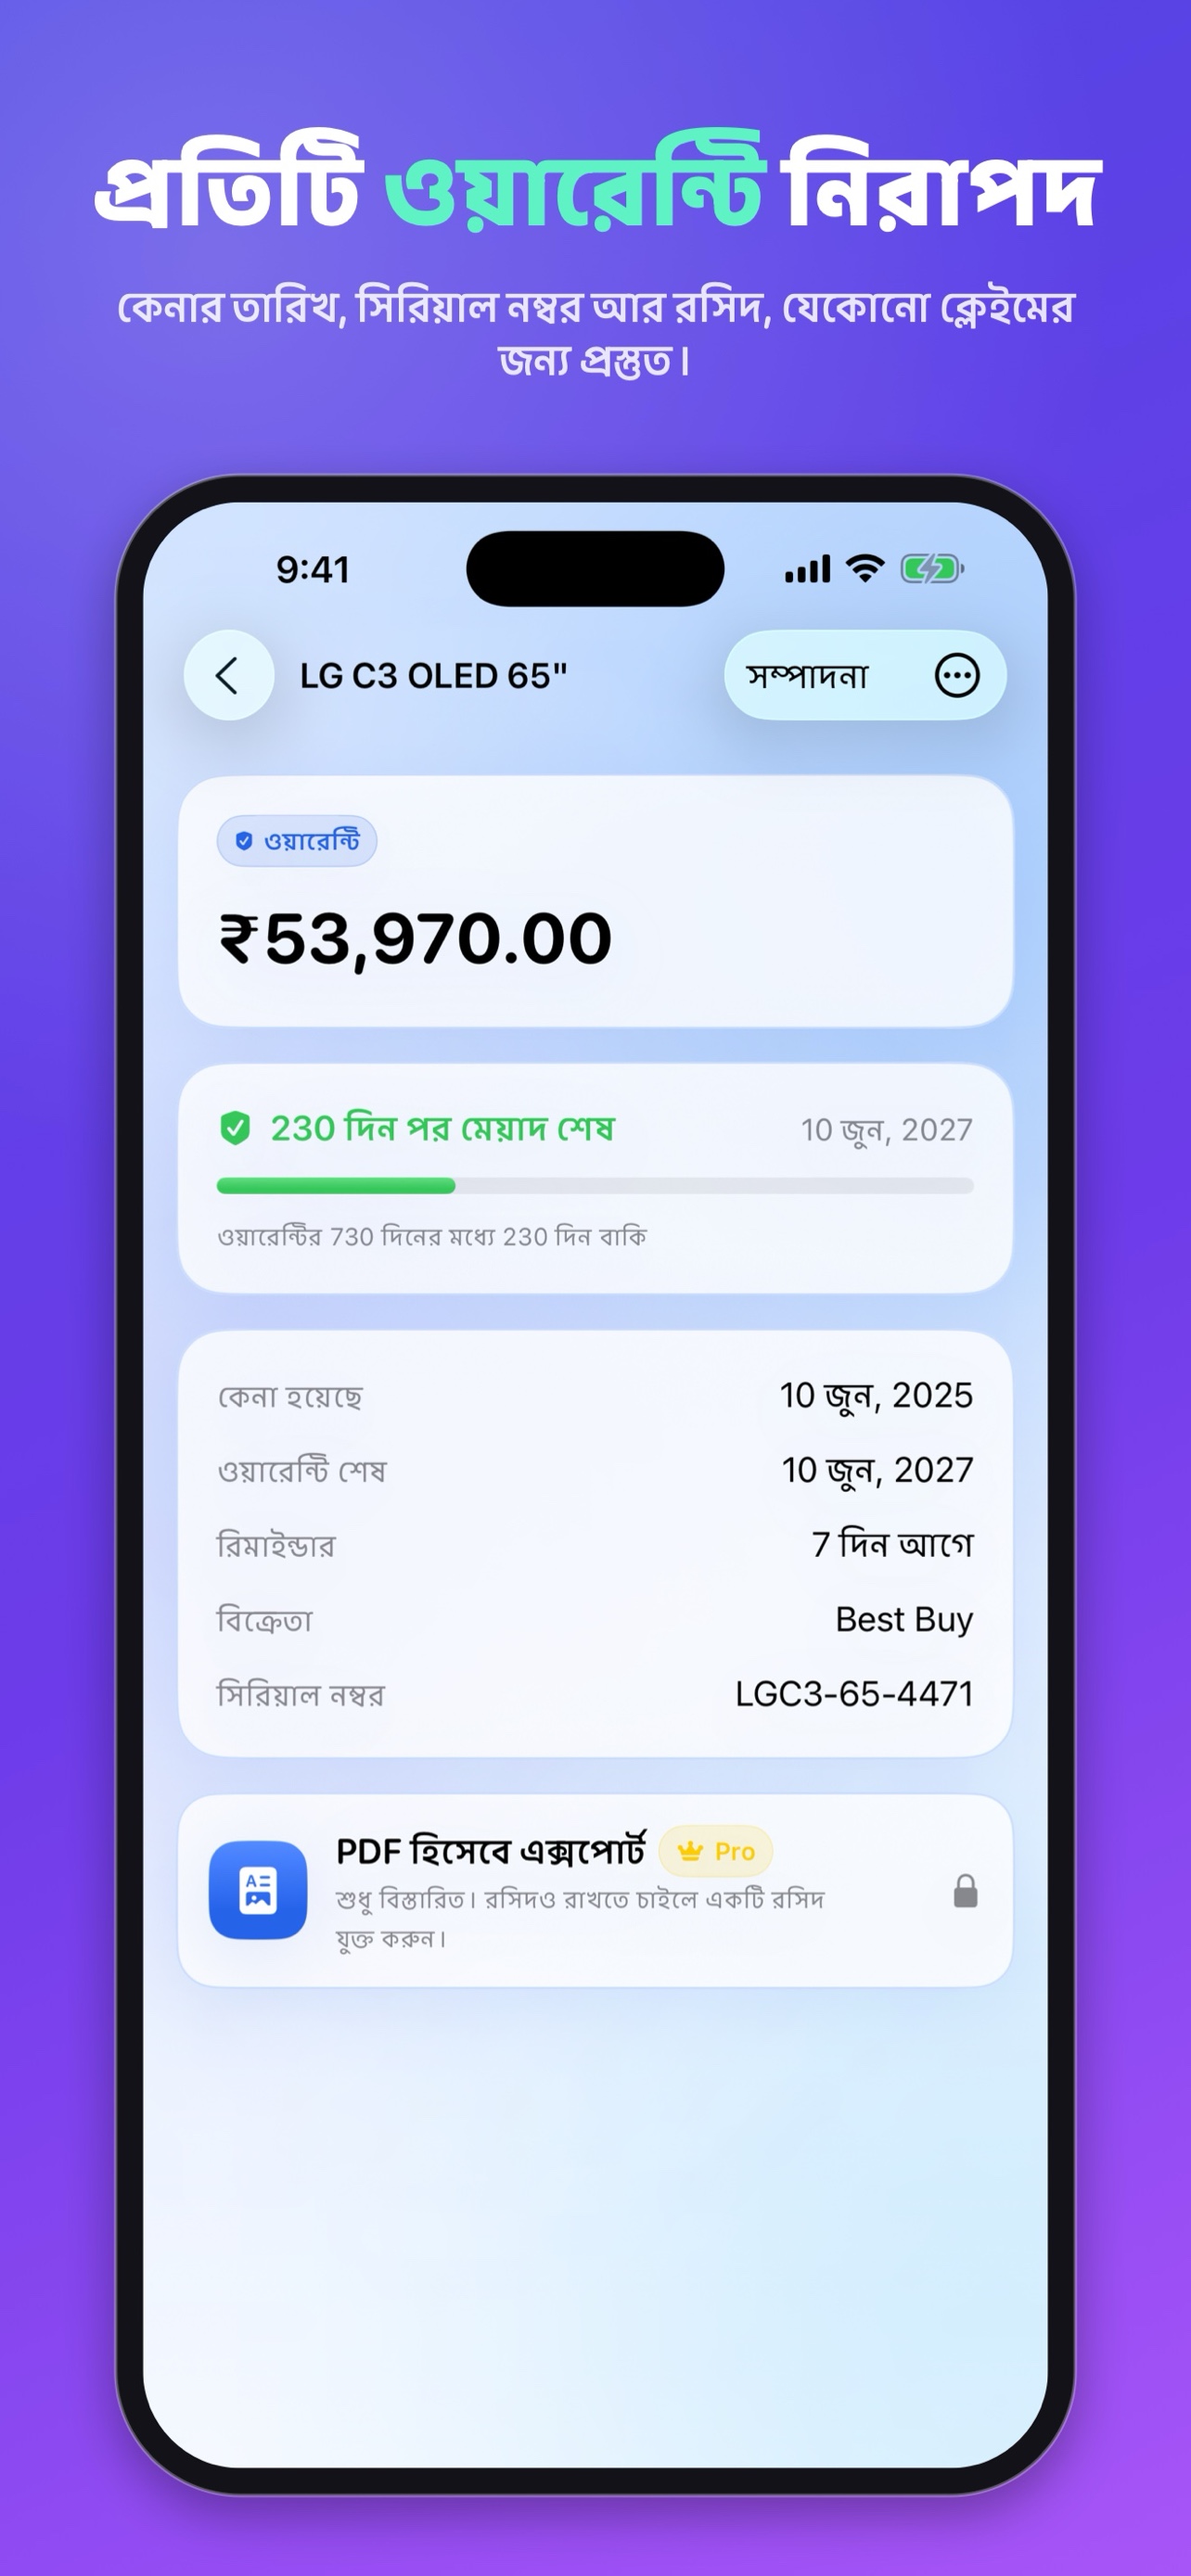 প্রতিটি ওয়ারেন্টি নিরাপদ
কেনার তারিখ, সিরিয়াল নম্বর আর রসিদ, যেকোনো ক্লেইমের
জন্য প্রস্তুত।
9:41
LG C3 OLED 65"
সম্পাদনা
ওয়ারেন্টি
₹53,970.00
230 দিন পর মেয়াদ শেষ
10 জুন, 2027
ওয়ারেন্টির 730 দিনের মধ্যে 230 দিন বাকি
কেনা হয়েছে 10 জুন, 2025
ওয়ারেন্টি শেষ 10 জুন, 2027
রিমাইন্ডার 7 দিন আগে
বিক্রেতা Best Buy
সিরিয়াল নম্বর LGC3-65-4471
PDF হিসেবে এক্সপোর্ট Pro
শুধু বিস্তারিত। রসিদও রাখতে চাইলে একটি রসিদ
যুক্ত করুন।